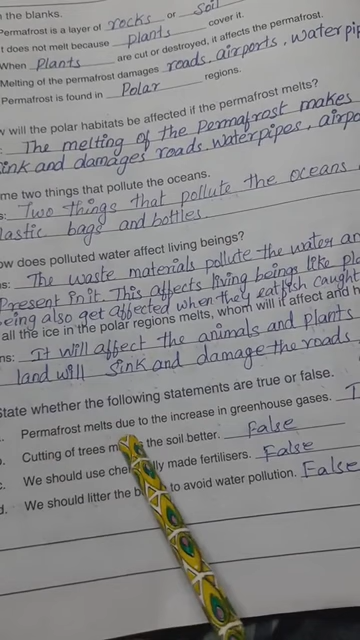 the blanks.
Permafrost is a layer of rocks or soil
t does not melt because plants cover it.
When Plants are cut or destroyed, it affects the permafrost.
Melting of the permafrost damages roads, airports, waterpip
Permafrost is found in Polar regions.
w will the polar habitats be affected if the permafrost melts?
The melting of the Permafrost makes
ink and damages roads waterpipes, airpo
me two things that pollute the oceans.
s: Two things that pollute the oceans
lastic bags and bottles.
ow does polluted water affect living beings?
ns: The waste materials pollute the water an
Present in it. This affects living beings like pla
eing also get affected when they eat fish caught
all the ice in the polar regions melts, whom will it affect and h
ns: It will affect the animals and plants
land will sink and damage the roads
State whether the following statements are true or false.
Permafrost melts due to the increase in greenhouse gases. T
b. Cutting of trees the soil better. False
c. We should use made fertilisers. False
d. We should litter the to avoid water pollution. False